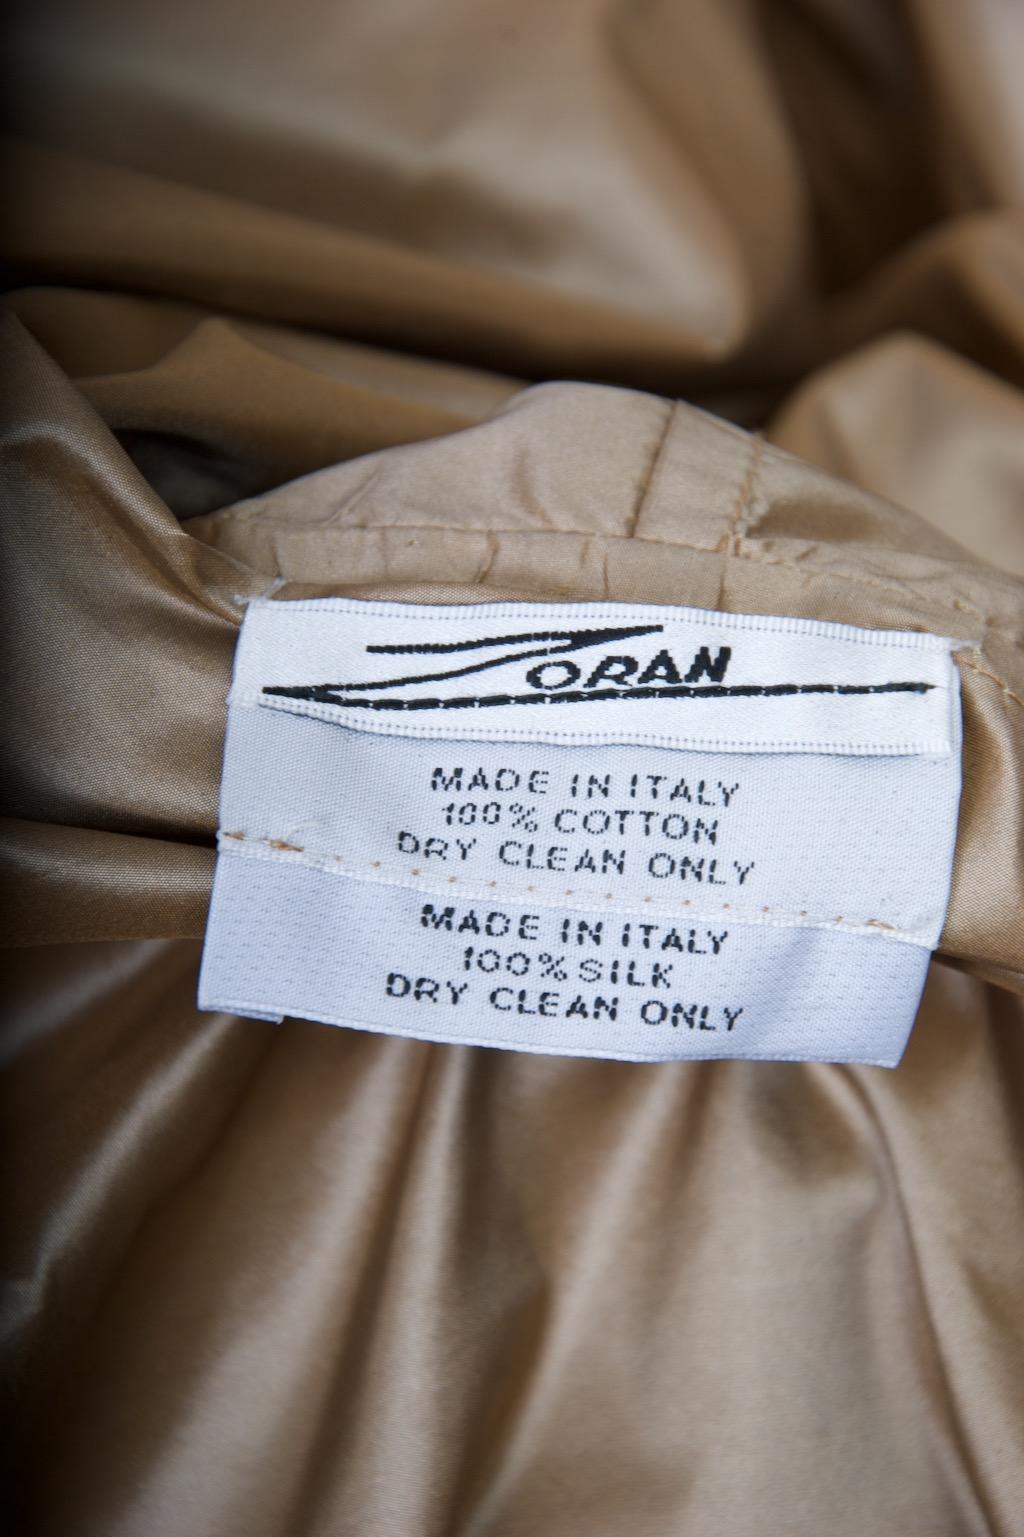 ZORAN
MADE IN ITALY
100% COTTON
DRY CLEAN ONLY
MADE IN ITALY
100% SILK
DRY CLEAN ONLY